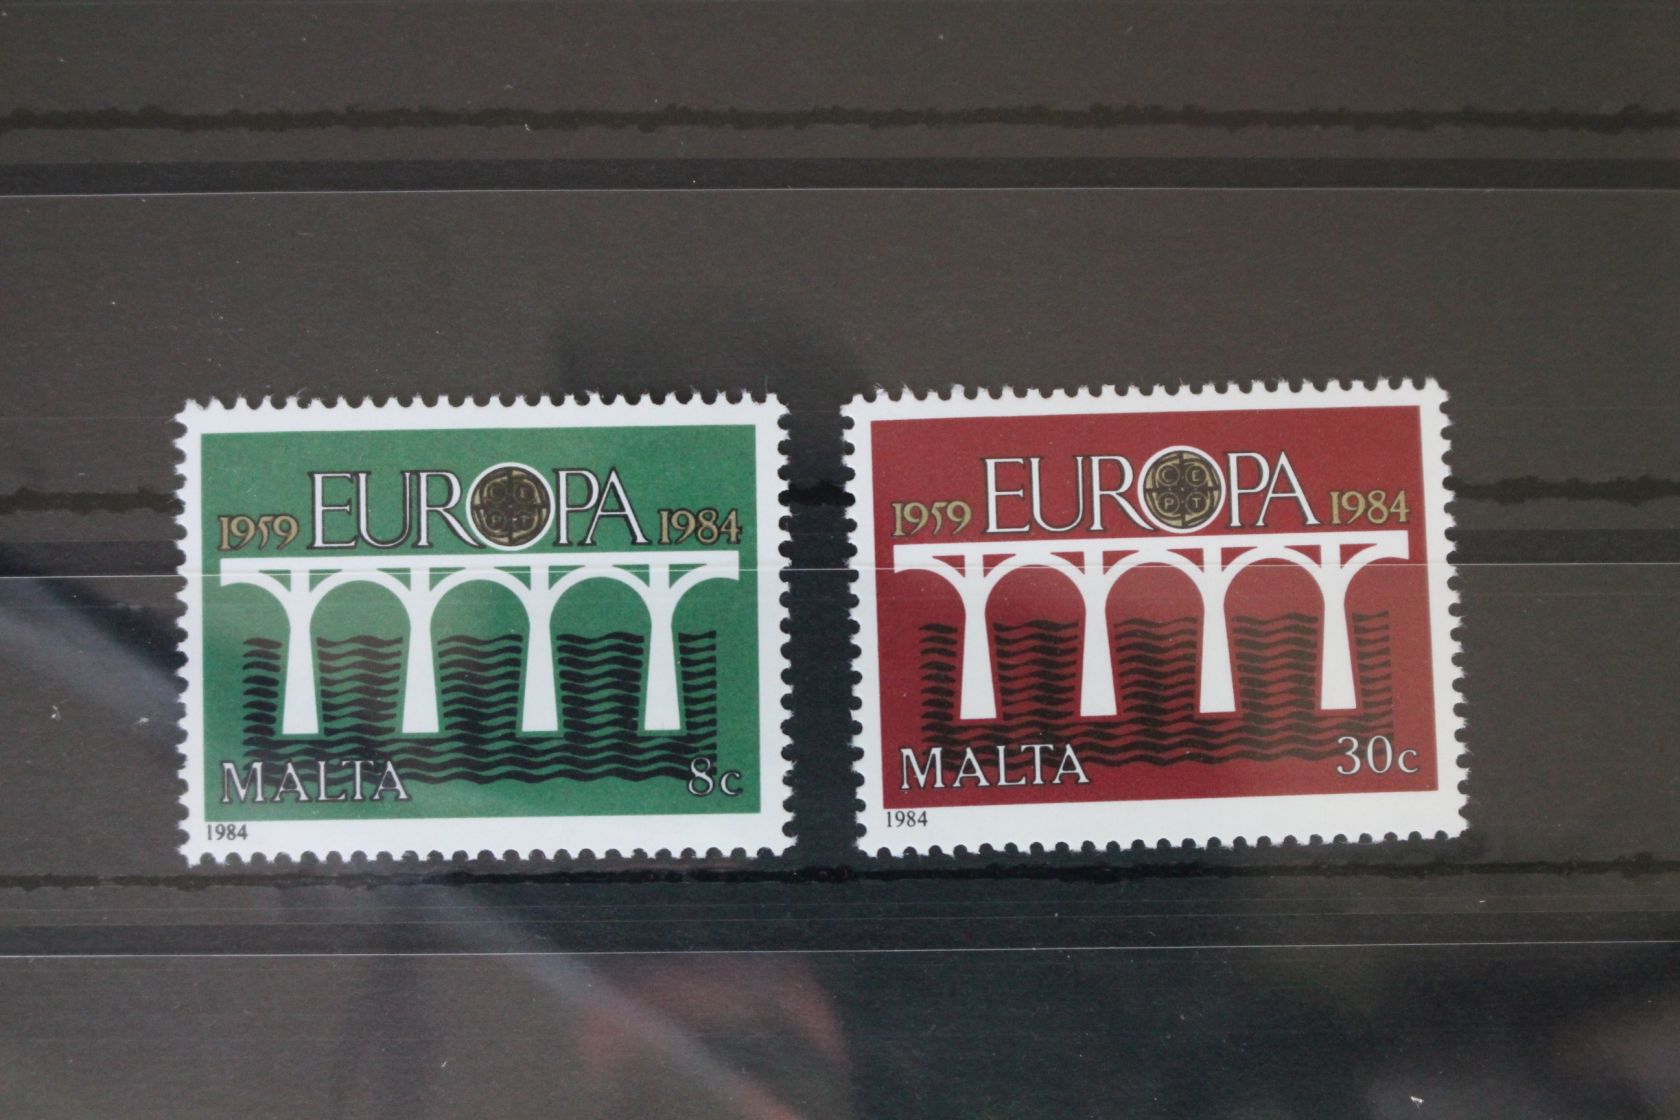 1959 EUROPA 1984
C E
P T
MALTA 8c
1984
1959 EUROPA 1984
C E
P T
MALTA 30c
1984